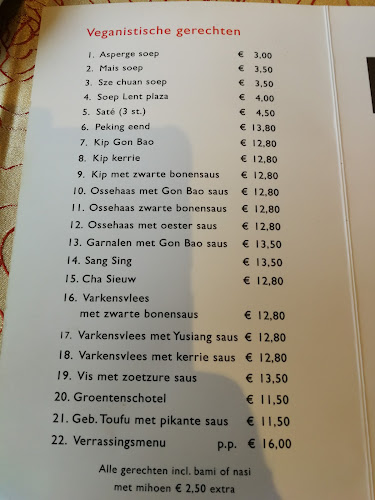 Veganistische gerechten
1. Asperge soep € 3,00
2. Mais soep € 3,50
3. Sze chuan soep € 3,50
4. Soep Lent plaza € 4,00
5. Saté (3 st.) € 4,50
6. Peking eend € 13,80
7. Kip Gon Bao € 12,80
8. Kip kerrie € 12,80
9. Kip met zwarte bonensaus € 12,80
10. Ossehaas met Gon Bao saus € 12,80
11. Ossehaas zwarte bonensaus € 12,80
12. Ossehaas met oester saus € 12,80
13. Garnalen met Gon Bao saus € 13,50
14. Sang Sing € 13,50
15. Cha Sieuw € 12,80
16. Varkensvlees
met zwarte bonensaus € 12,80
17. Varkensvlees met Yusiang saus € 12,80
18. Varkensvlees met kerrie saus € 12,80
19. Vis met zoetzure saus € 13,50
20. Groentenschotel € 11,50
21. Geb. Toufu met pikante saus € 11,50
22. Verrassingsmenu p.p. € 16,00
Alle gerechten incl. bami of nasi
met mihoen € 2,50 extra